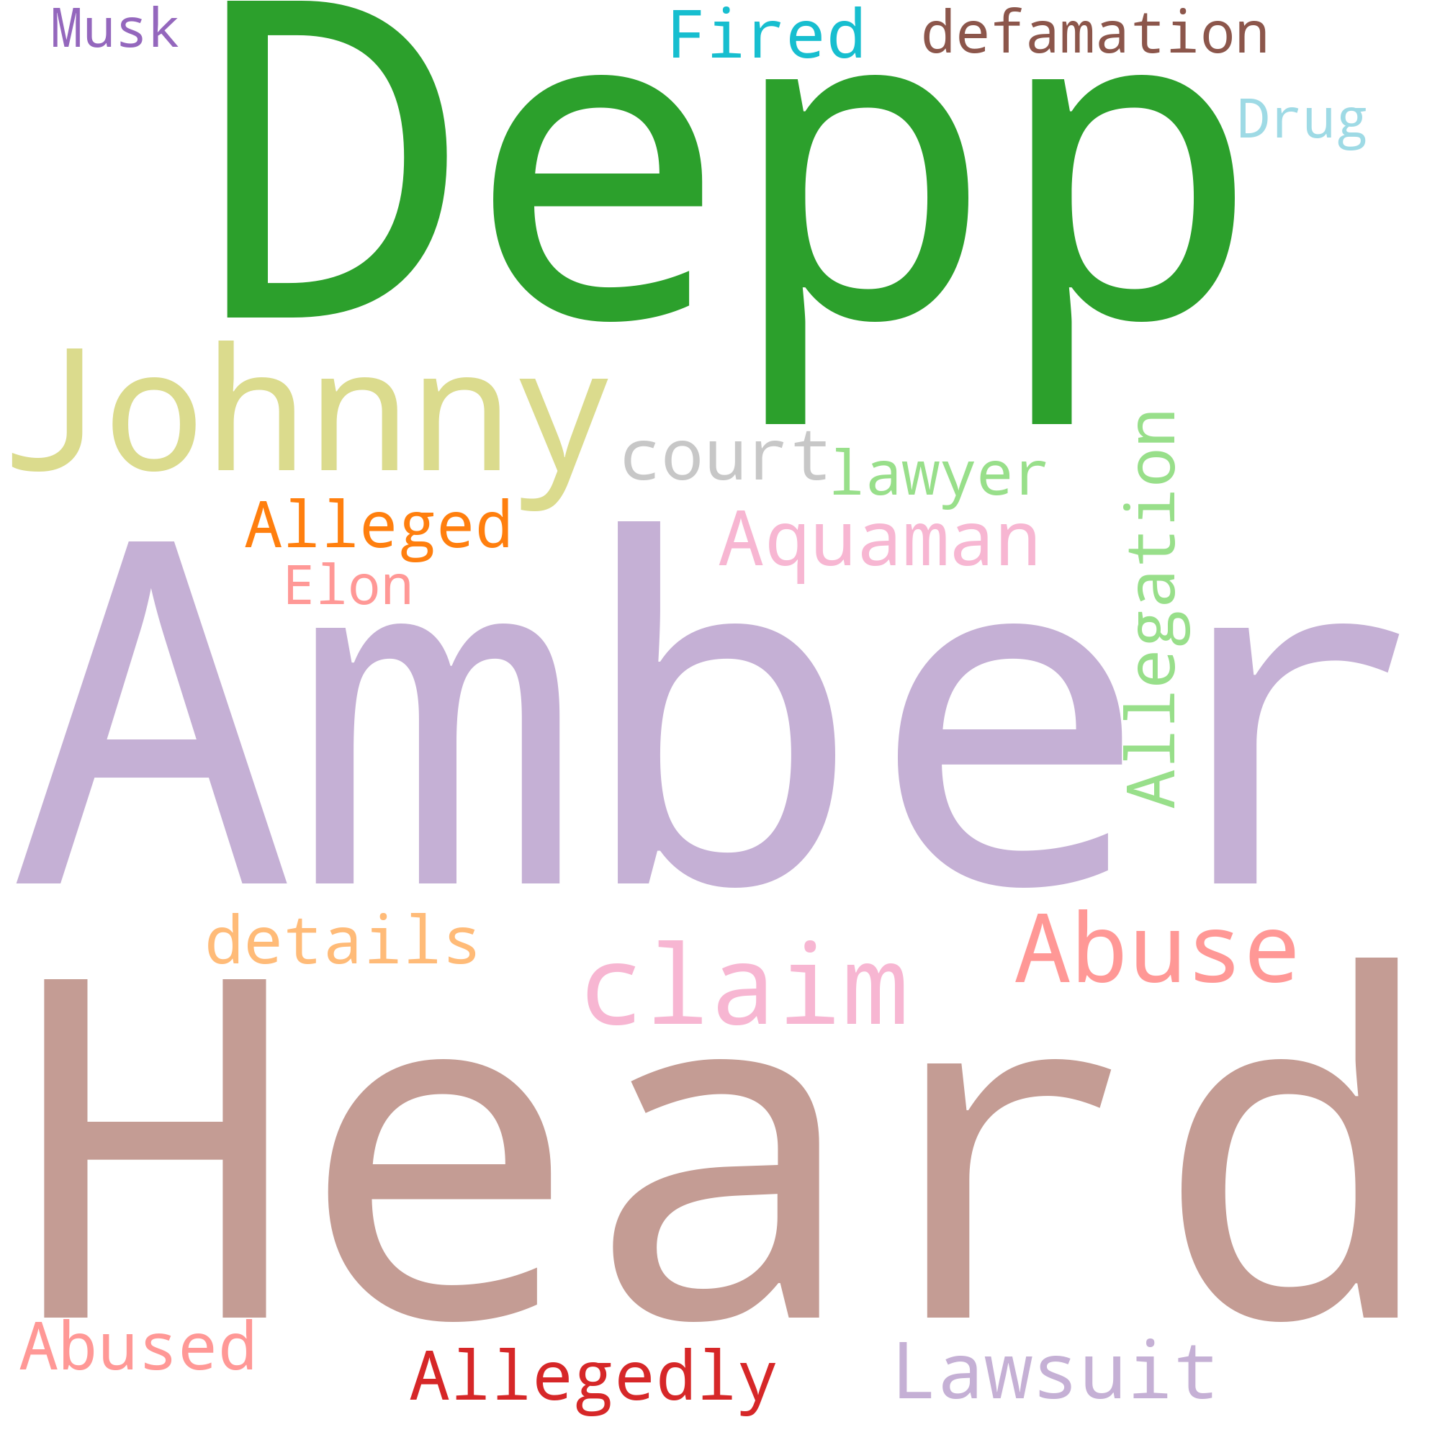 Musk
Fired
defamation
Depp
Drug
Johnny
court
lawyer
Allegation
Alleged
Aquaman
Elon
Amber
details
claim
Abuse
Heard
Abused
Allegedly
Lawsuit